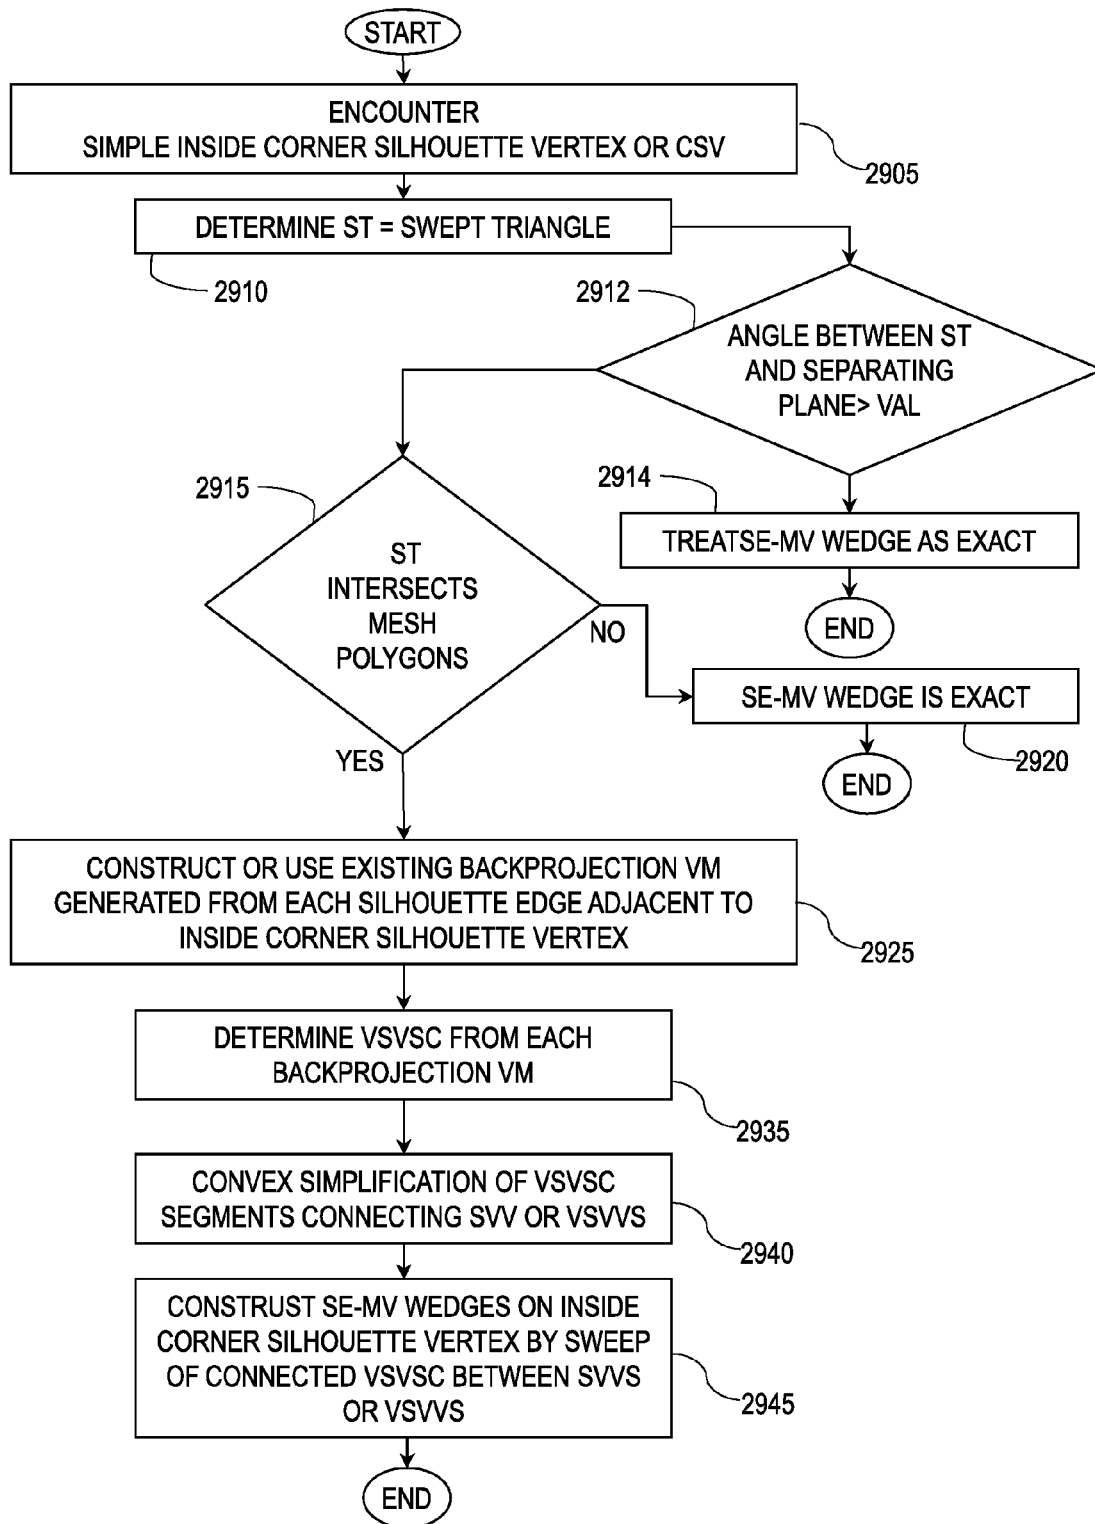 START
ENCOUNTER
SIMPLE INSIDE CORNER SILHOUETTE VERTEX OR CSV
2905
DETERMINE ST = SWEPT TRIANGLE
2910
2912
ANGLE BETWEEN ST
AND SEPARATING
PLANE> VAL
2914
TREATSE-MV WEDGE AS EXACT
END
2915
ST
INTERSECTS
MESH
POLYGONS
NO
SE-MV WEDGE IS EXACT
2920
END
YES
CONSTRUCT OR USE EXISTING BACKPROJECTION VM
GENERATED FROM EACH SILHOUETTE EDGE ADJACENT TO
INSIDE CORNER SILHOUETTE VERTEX
2925
DETERMINE VSVSC FROM EACH
BACKPROJECTION VM
2935
CONVEX SIMPLIFICATION OF VSVSC
SEGMENTS CONNECTING SVV OR VSVVS
2940
CONSTRUST SE-MV WEDGES ON INSIDE
CORNER SILHOUETTE VERTEX BY SWEEP
OF CONNECTED VSVSC BETWEEN SVVS
OR VSVVS
2945
END